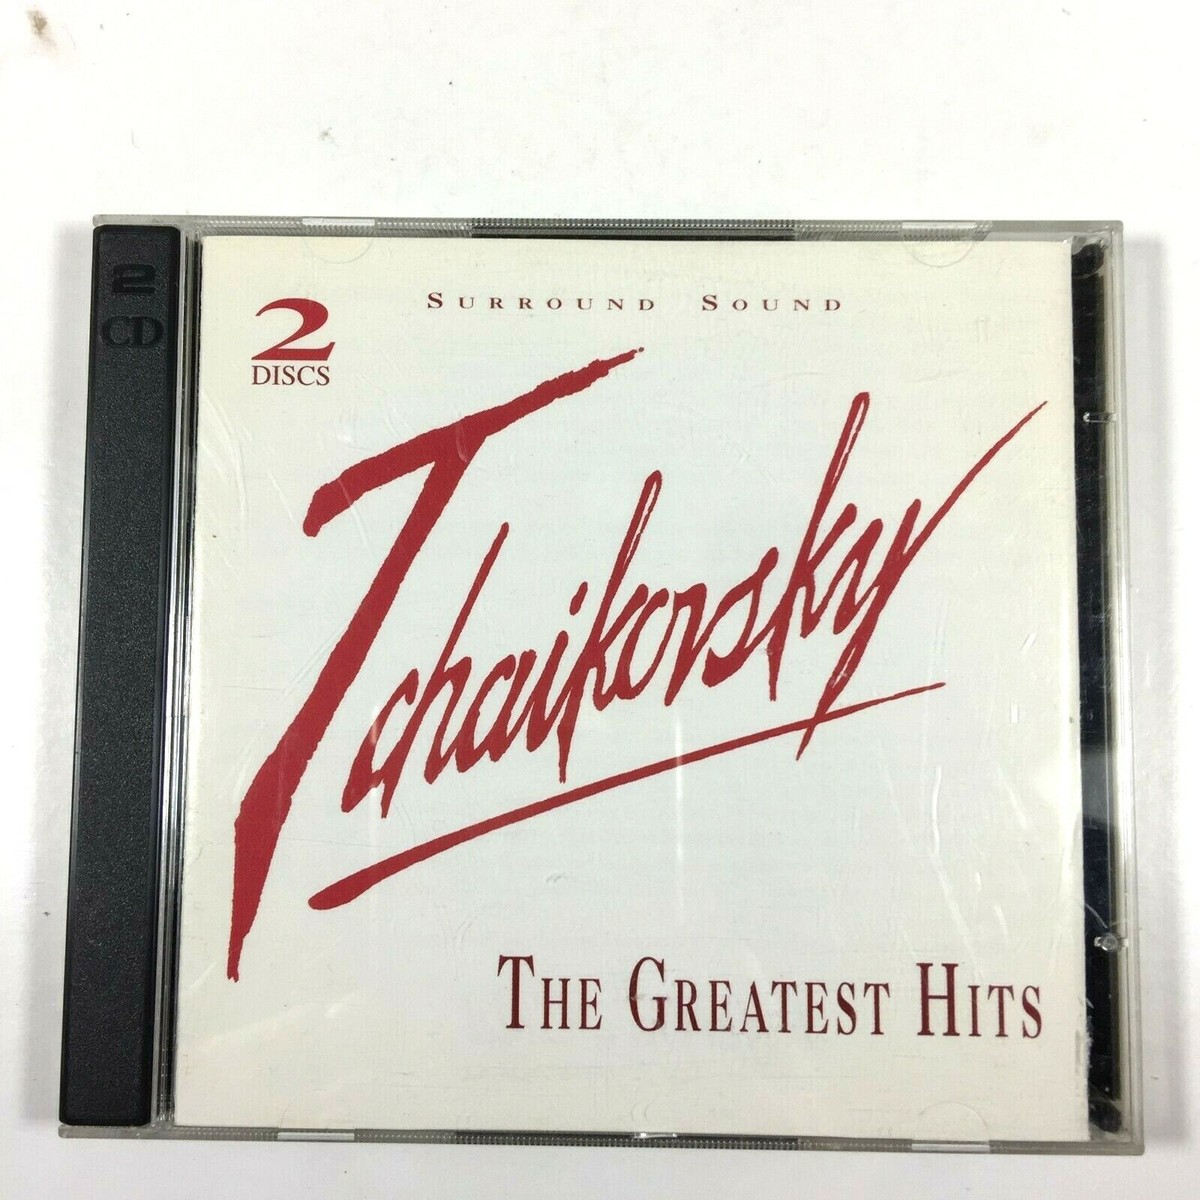 2
CD
2
DISCS
SURROUND SOUND
Tchaikovsky
THE GREATEST HITS